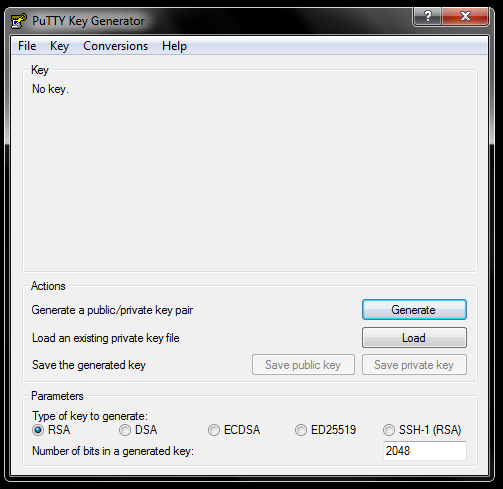 PuTTY Key Generator
?
File Key Conversions Help
Key
No key.
Actions
Generate a public/private key pair
Generate
Load an existing private key file
Load
Save the generated key
Save public key
Save private key
Parameters
Type of key to generate:
RSA DSA ECDSA ED25519 SSH-1 (RSA)
Number of bits in a generated key:
2048